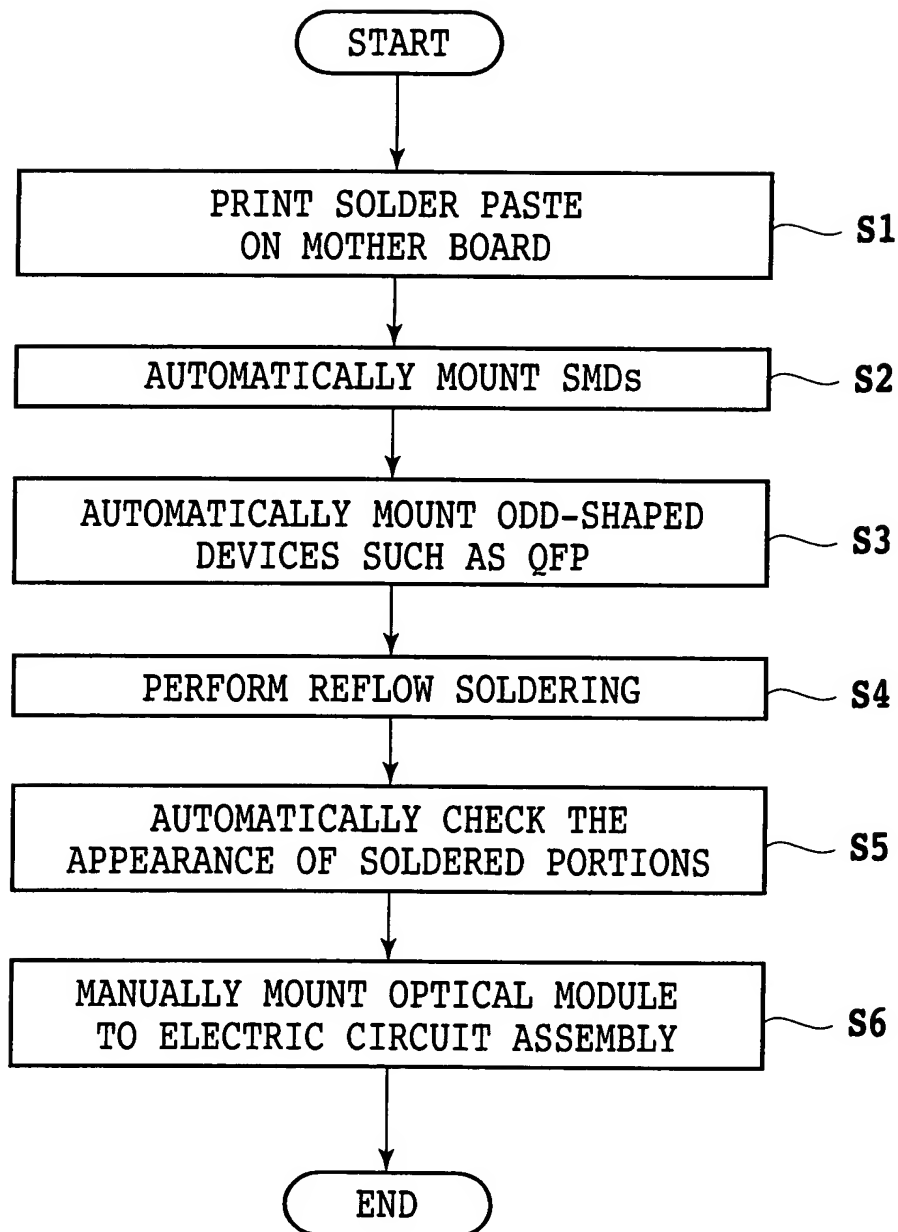 START
PRINT SOLDER PASTE
ON MOTHER BOARD
S1
AUTOMATICALLY MOUNT SMDs
S2
AUTOMATICALLY MOUNT ODD-SHAPED
DEVICES SUCH AS QFP
S3
PERFORM REFLOW SOLDERING
S4
AUTOMATICALLY CHECK THE
APPEARANCE OF SOLDERED PORTIONS
S5
MANUALLY MOUNT OPTICAL MODULE
TO ELECTRIC CIRCUIT ASSEMBLY
S6
END